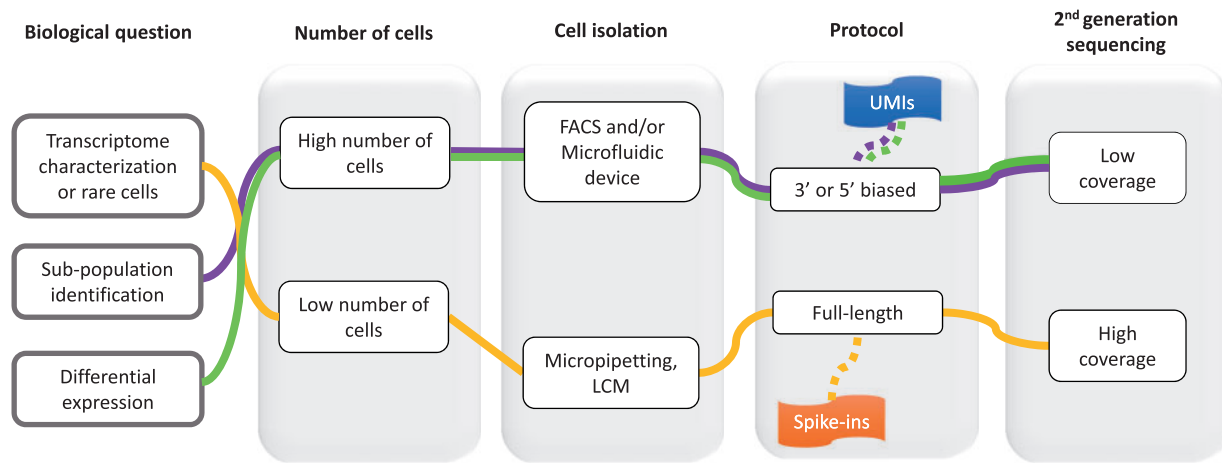 Biological question
Transcriptome
characterization
or rare cells
Sub-population
identification
Differential
expression
Number of cells
High number of
cells
Low number of
cells
Cell isolation
FACS and/or
Microfluidic
device
Micropipetting,
LCM
Protocol
UMIs
3’ or 5’ biased
Full-length
Spike-ins
2nd generation
sequencing
Low
coverage
High
coverage